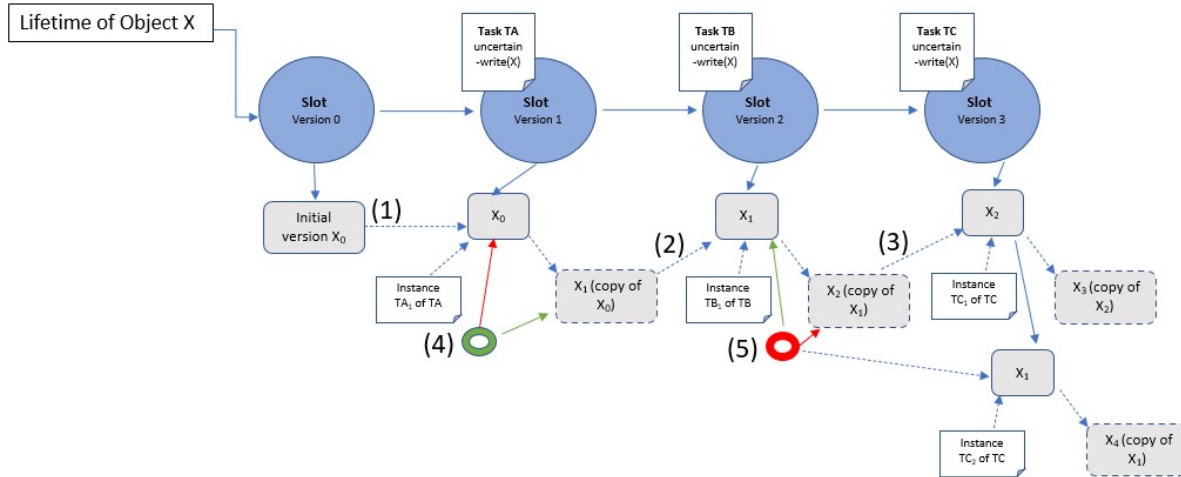 Lifetime of Object X
Task TA
uncertain
-write(X)
Task TB
uncertain
-write(X)
Task TC
uncertain
-write(X)
Slot
Version 0
Slot
Version 1
Slot
Version 2
Slot
Version 3
Initial
version X₀
(1)
X₀
(2)
X₁
(3)
X₂
Instance
TA₁ of TA
X₁ (copy of
X₀)
Instance
TB₁ of TB
X₂ (copy of
X₁)
Instance
TC₁ of TC
X₃ (copy of
X₂)
(4)
(5)
X₁
Instance
TC₂ of TC
X₄ (copy of
X₁)